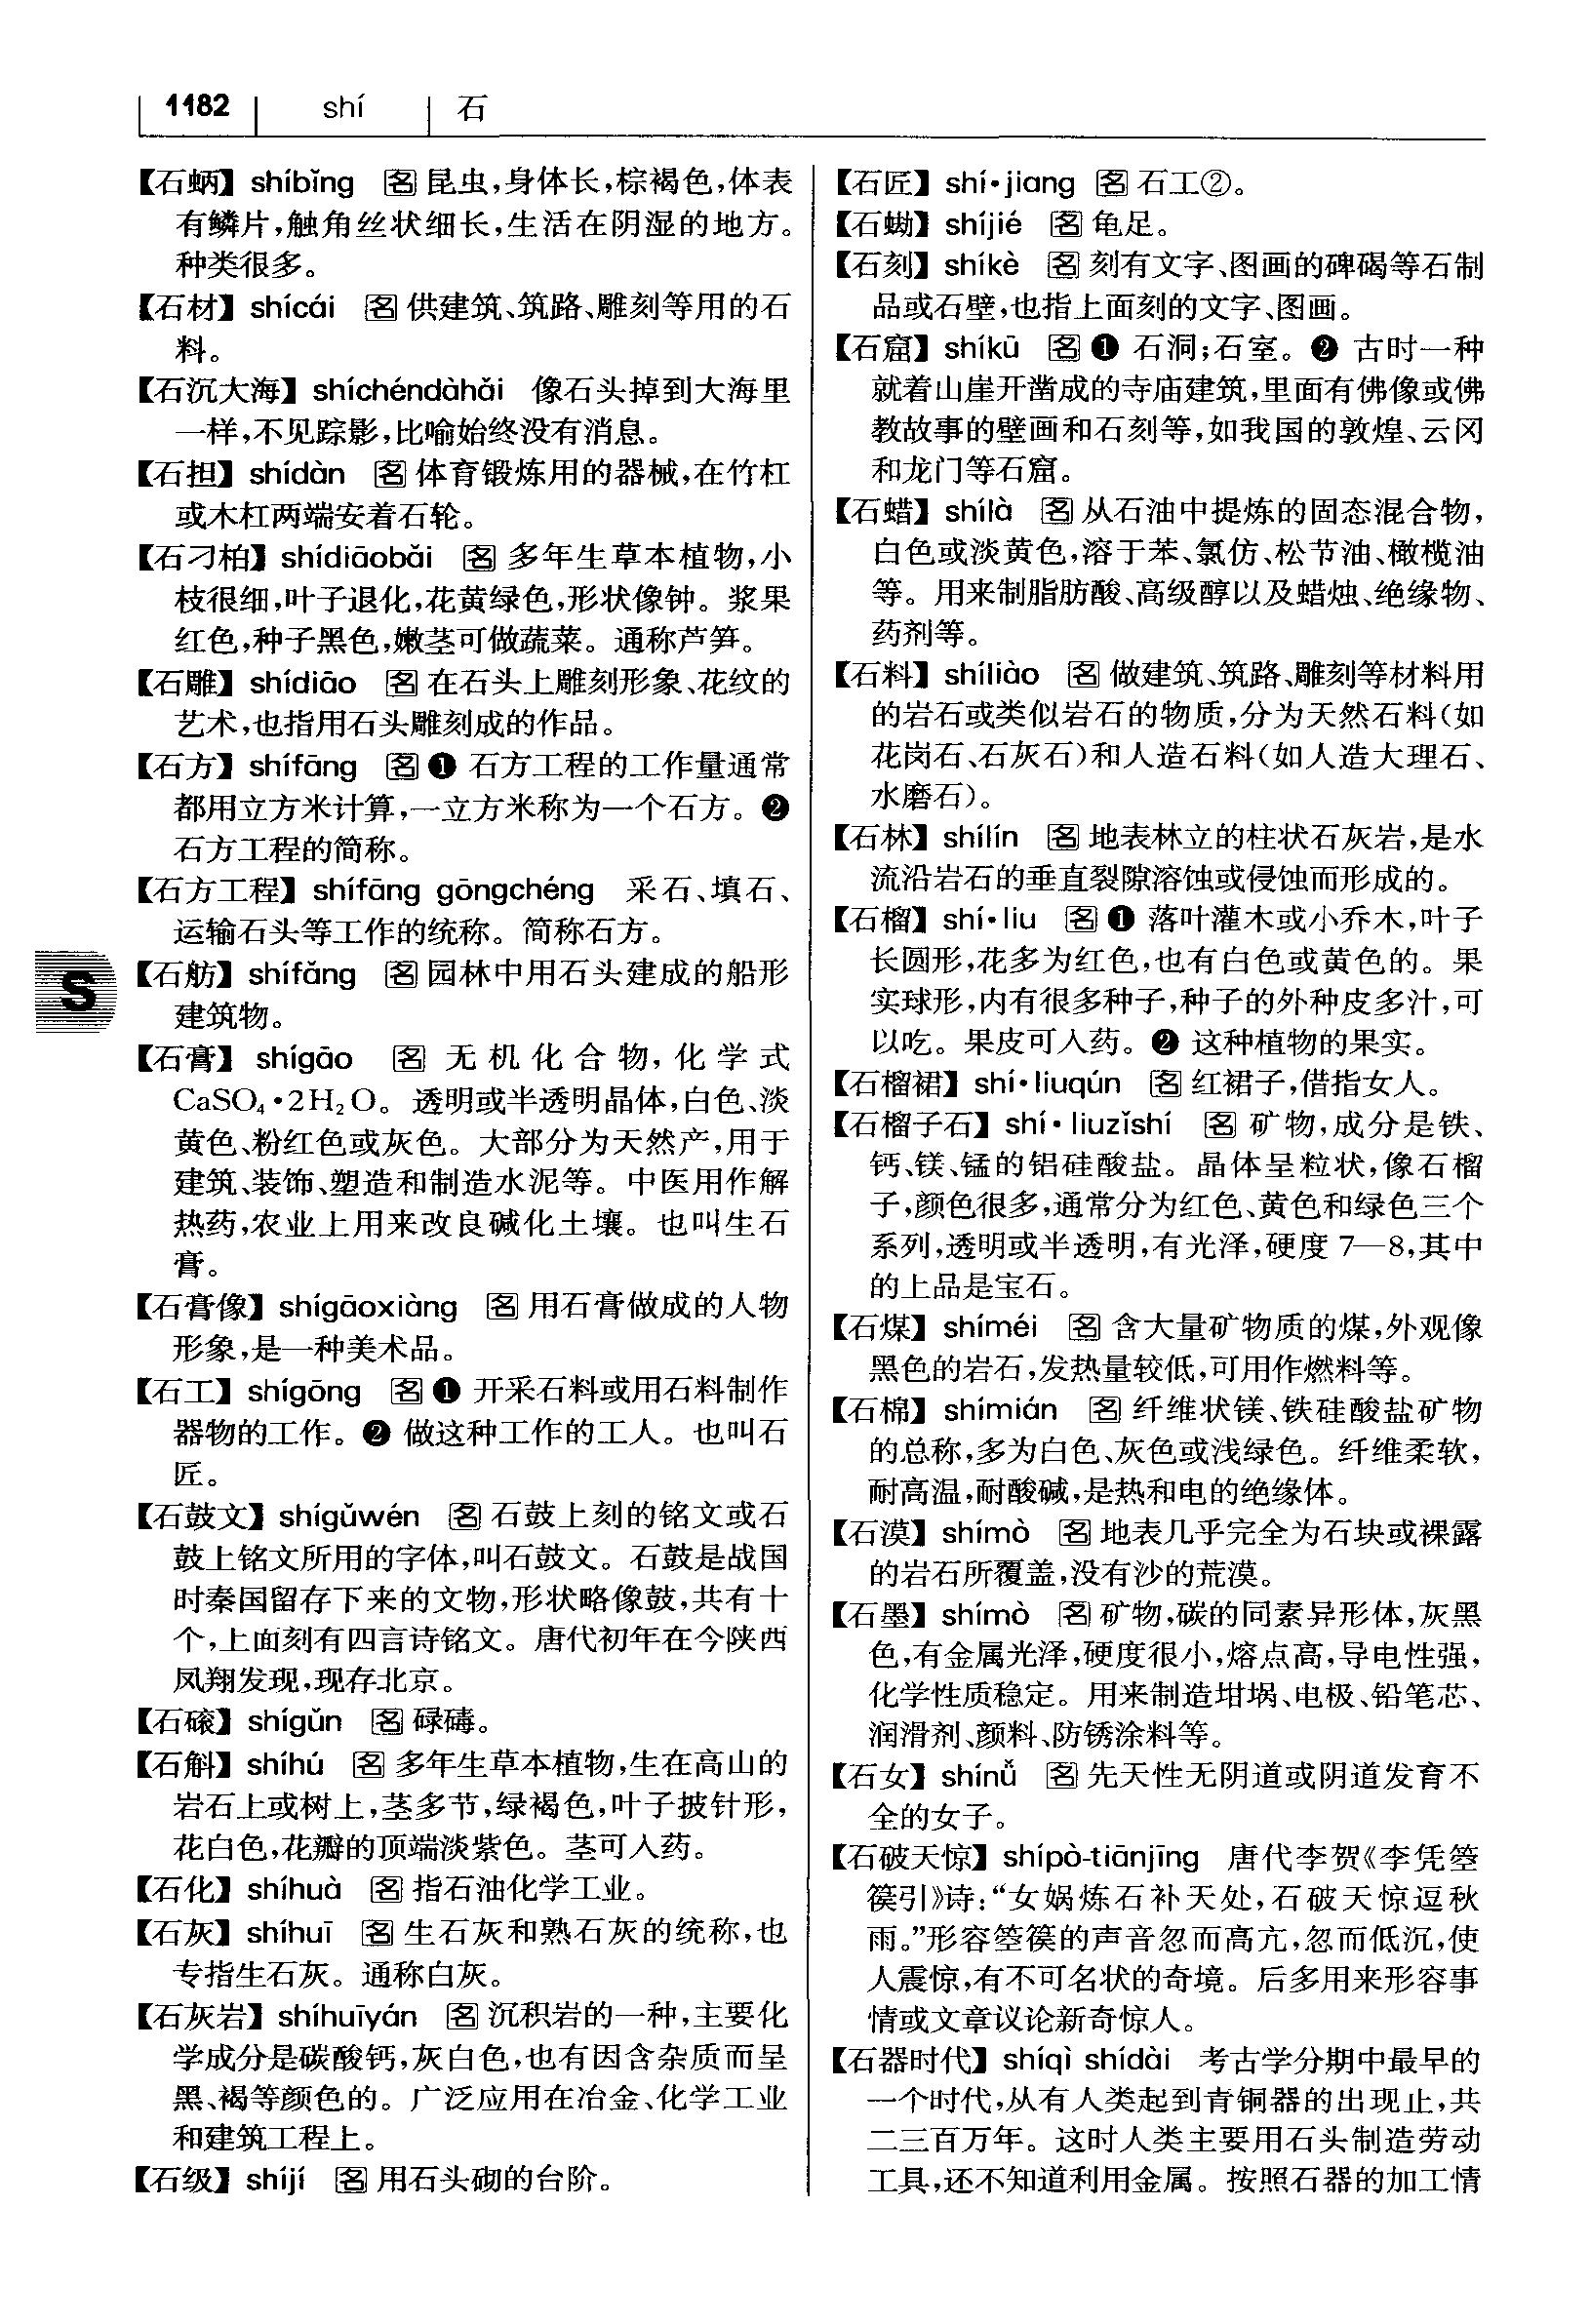 1182 shí 石
【石蛃】 shíbǐng 名 昆虫,身体长,棕褐色,体表
有鳞片,触角丝状细长,生活在阴湿的地方。
种类很多。
【石材】 shícái 名 供建筑、筑路、雕刻等用的石
料。
【石沉大海】 shíchéndàhǎi 像石头掉到大海里
一样,不见踪影,比喻始终没有消息。
【石担】 shídàn 名 体育锻炼用的器械,在竹杠
或木杠两端安着石轮。
【石刁柏】 shídiāobǎi 名 多年生草本植物,小
枝很细,叶子退化,花黄绿色,形状像钟。浆果
红色,种子黑色,嫩茎可做蔬菜。通称芦笋。
【石雕】 shídiāo 名 在石头上雕刻形象、花纹的
艺术,也指用石头雕刻成的作品。
【石方】 shífāng 名 ❶ 石方工程的工作量通常
都用立方米计算,一立方米称为一个石方。❷
石方工程的简称。
【石方工程】 shífāng gōngchéng 采石、填石、
运输石头等工作的统称。简称石方。
【石舫】 shífǎng 名 园林中用石头建成的船形
建筑物。
【石膏】 shígāo 名 无机化合物,化学式
CaSO₄·2H₂O。透明或半透明晶体,白色、淡
黄色、粉红色或灰色。大部分为天然产,用于
建筑、装饰、塑造和制造水泥等。中医用作解
热药,农业上用来改良碱化土壤。也叫生石
膏。
【石膏像】 shígāoxiàng 名 用石膏做成的人物
形象,是一种美术品。
【石工】 shígōng 名 ❶ 开采石料或用石料制作
器物的工作。❷ 做这种工作的工人。也叫石
匠。
【石鼓文】 shígǔwén 名 石鼓上刻的铭文或石
鼓上铭文所用的字体,叫石鼓文。石鼓是战国
时秦国留存下来的文物,形状略像鼓,共有十
个,上面刻有四言诗铭文。唐代初年在今陕西
凤翔发现,现存北京。
【石磙】 shígǔn 名 碌碡。
【石斛】 shíhú 名 多年生草本植物,生在高山的
岩石上或树上,茎多节,绿褐色,叶子披针形,
花白色,花瓣的顶端淡紫色。茎可入药。
【石化】 shíhuà 名 指石油化学工业。
【石灰】 shíhuī 名 生石灰和熟石灰的统称,也
专指生石灰。通称白灰。
【石灰岩】 shíhuīyán 名 沉积岩的一种,主要化
学成分是碳酸钙,灰白色,也有因含杂质而呈
黑、褐等颜色的。广泛应用在冶金、化学工业
和建筑工程上。
【石级】 shíjí 名 用石头砌的台阶。
【石匠】 shí·jiang 名 石工②。
【石蜐】 shíjié 名 龟足。
【石刻】 shíkè 名 刻有文字、图画的碑碣等石制
品或石壁,也指上面刻的文字、图画。
【石窟】 shíkū 名 ❶ 石洞;石室。❷ 古时一种
就着山崖开凿成的寺庙建筑,里面有佛像或佛
教故事的壁画和石刻等,如我国的敦煌、云冈
和龙门等石窟。
【石蜡】 shílà 名 从石油中提炼的固态混合物,
白色或淡黄色,溶于苯、氯仿、松节油、橄榄油
等。用来制脂肪酸、高级醇以及蜡烛、绝缘物、
药剂等。
【石料】 shíliào 名 做建筑、筑路、雕刻等材料用
的岩石或类似岩石的物质,分为天然石料(如
花岗石、石灰石)和人造石料(如人造大理石、
水磨石)。
【石林】 shílín 名 地表林立的柱状石灰岩,是水
流沿岩石的垂直裂隙溶蚀或侵蚀而形成的。
【石榴】 shí·liu 名 ❶ 落叶灌木或小乔木,叶子
长圆形,花多为红色,也有白色或黄色的。果
实球形,内有很多种子,种子的外种皮多汁,可
以吃。果皮可入药。❷ 这种植物的果实。
【石榴裙】 shí·liuqún 名 红裙子,借指女人。
【石榴子石】 shí·liuzǐshí 名 矿物,成分是铁、
钙、镁、锰的铝硅酸盐。晶体呈粒状,像石榴
子,颜色很多,通常分为红色、黄色和绿色三个
系列,透明或半透明,有光泽,硬度 7—8,其中
的上品是宝石。
【石煤】 shíméi 名 含大量矿物质的煤,外观像
黑色的岩石,发热量较低,可用作燃料等。
【石棉】 shímián 名 纤维状镁、铁硅酸盐矿物
的总称,多为白色、灰色或浅绿色。纤维柔软,
耐高温,耐酸碱,是热和电的绝缘体。
【石漠】 shímò 名 地表几乎完全为石块或裸露
的岩石所覆盖,没有沙的荒漠。
【石墨】 shímò 名 矿物,碳的同素异形体,灰黑
色,有金属光泽,硬度很小,熔点高,导电性强,
化学性质稳定。用来制造坩埚、电极、铅笔芯、
润滑剂、颜料、防锈涂料等。
【石女】 shínǚ 名 先天性无阴道或阴道发育不
全的女子。
【石破天惊】 shípò-tiānjīng 唐代李贺《李凭箜
篌引》诗:“女娲炼石补天处,石破天惊逗秋
雨。”形容箜篌的声音忽而高亢,忽而低沉,使
人震惊,有不可名状的奇境。后多用来形容事
情或文章议论新奇惊人。
【石器时代】 shíqì shídài 考古学分期中最早的
一个时代,从有人类起到青铜器的出现止,共
二三百万年。这时人类主要用石头制造劳动
工具,还不知道利用金属。按照石器的加工情
S